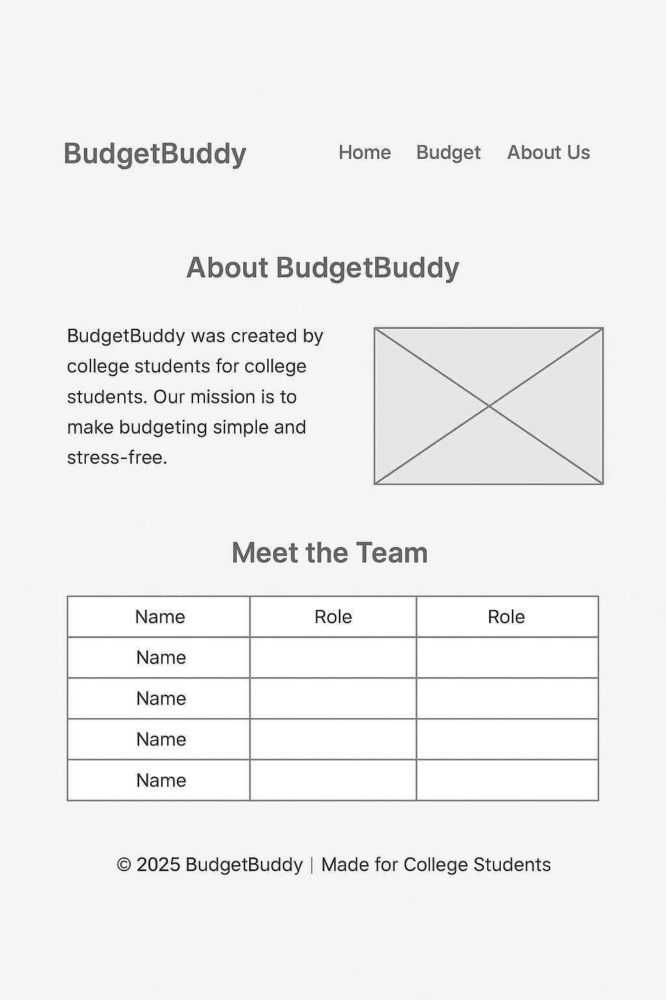 BudgetBuddy
Home Budget About Us
About BudgetBuddy
BudgetBuddy was created by
college students for college
students. Our mission is to
make budgeting simple and
stress-free.
Meet the Team
Name Role Role
Name
Name
Name
Name
© 2025 BudgetBuddy | Made for College Students